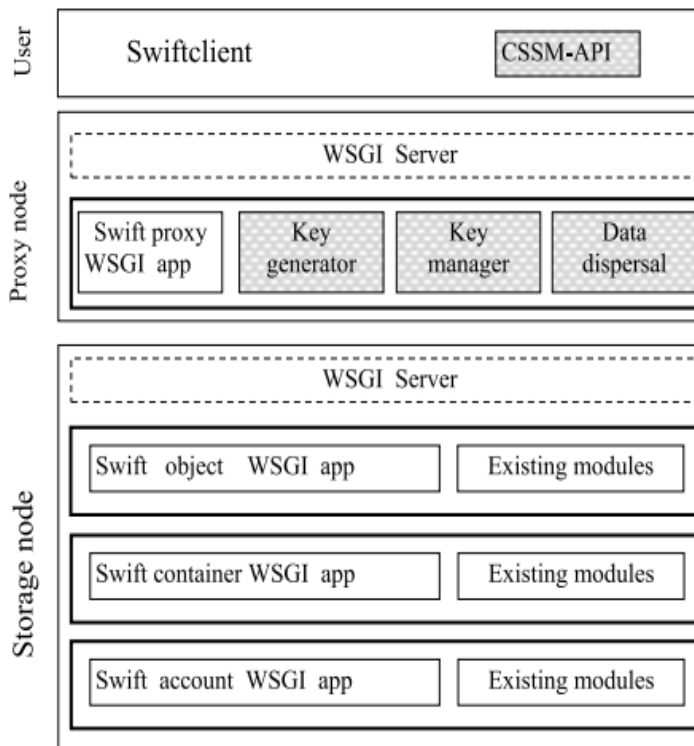 User
Swiftclient
CSSM-API
Proxy node
WSGI Server
Swift proxy
WSGI app
Key
generator
Key
manager
Data
dispersal
Storage node
WSGI Server
Swift object WSGI app
Existing modules
Swift container WSGI app
Existing modules
Swift account WSGI app
Existing modules